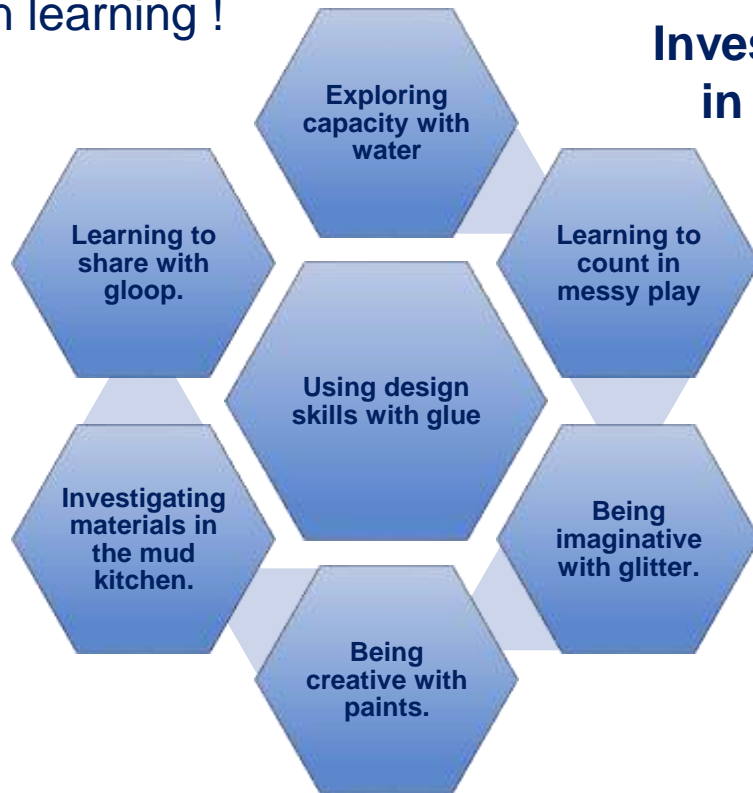 learning !
in
Exploring
capacity with
water
Learning to
share with
gloop.
Learning to
count in
messy play
Using design
skills with glue
Investigating
materials in
the mud
kitchen.
Being
imaginative
with glitter.
Being
creative with
paints.